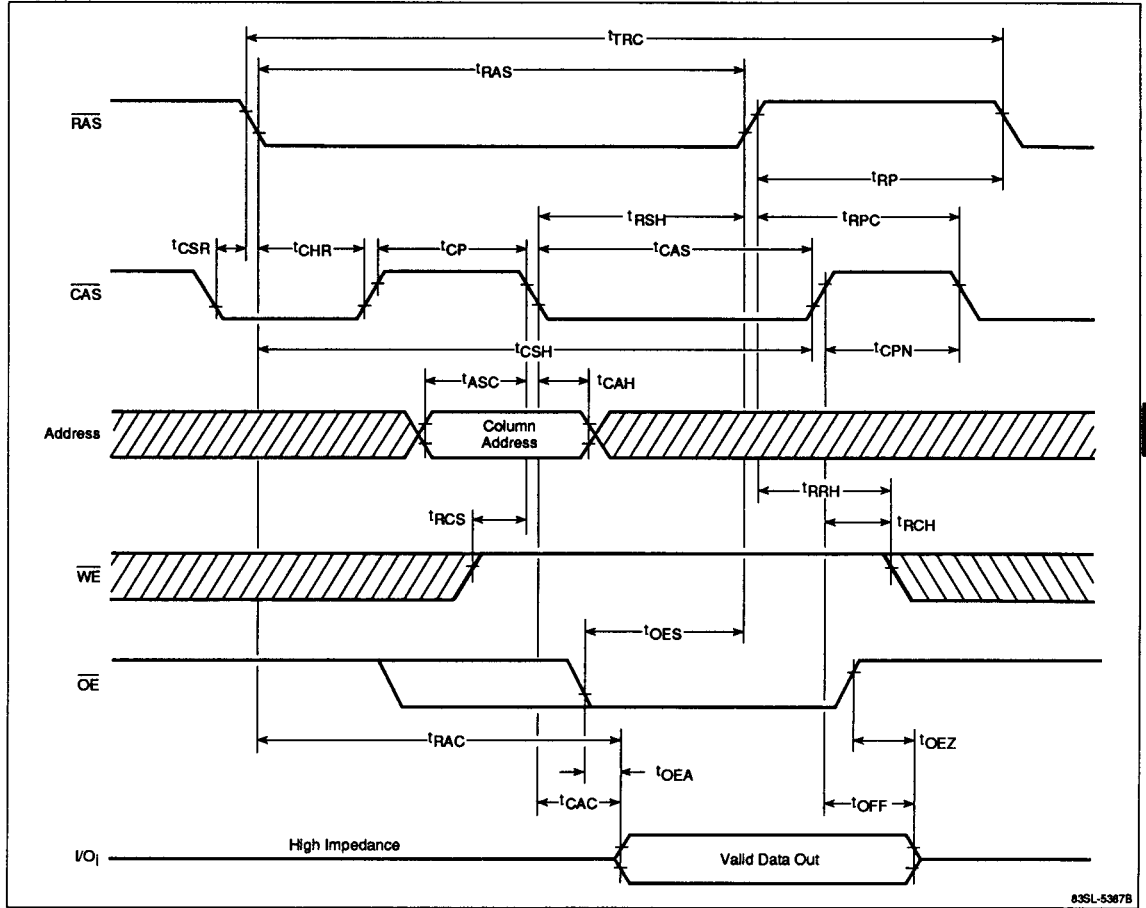 tTRC
tRAS
RAS
tRP
tRSH
tRPC
tCSR
tCHR
tCP
tCAS
CAS
tCSH
tCPN
tASC
tCAH
Address
Column
Address
tRRH
tRCS
tRCH
WE
tOES
OE
tRAC
tOEZ
tOEA
tCAC
tOFF
High Impedance
I/OI
Valid Data Out
83SL-5367B